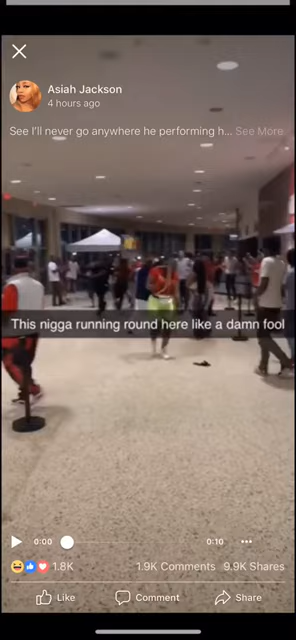 Asiah Jackson
4 hours ago
See I'll never go anywhere he performing h... See More
This nigga running round here like a damn fool
0:00
0:10
1.8K
1.9K Comments
9.9K Shares
Like
Comment
Share